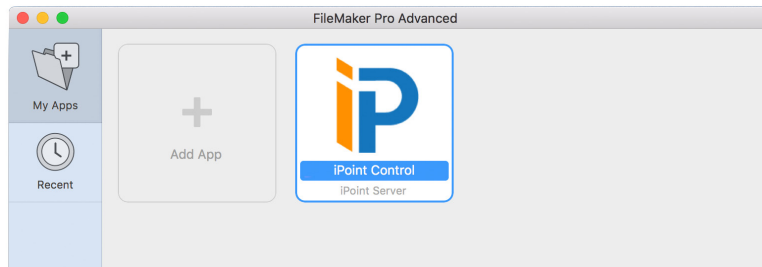 FileMaker Pro Advanced
My Apps
Recent
Add App
iP
iPoint Control
iPoint Server